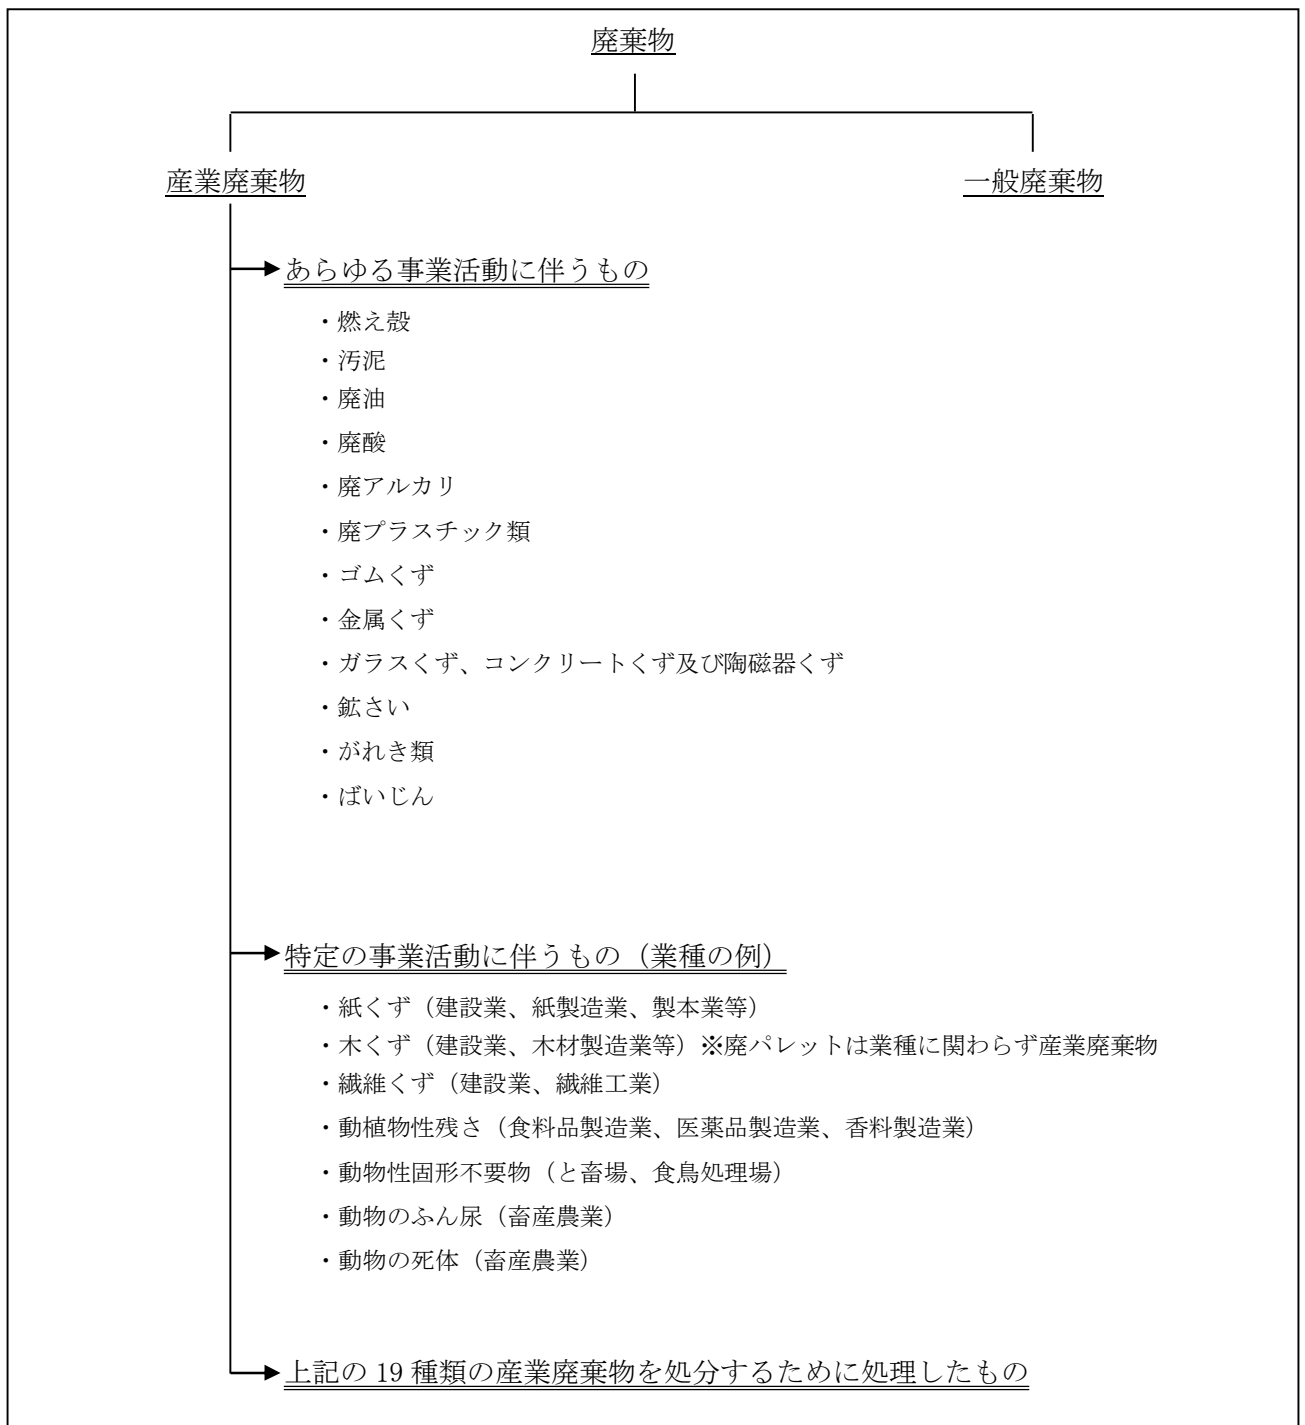 廃棄物
産業廃棄物
一般廃棄物
あらゆる事業活動に伴うもの
・燃え殻
・汚泥
・廃油
・廃酸
・廃アルカリ
・廃プラスチック類
・ゴムくず
・金属くず
・ガラスくず、コンクリートくず及び陶磁器くず
・鉱さい
・がれき類
・ばいじん
特定の事業活動に伴うもの（業種の例）
・紙くず（建設業、紙製造業、製本業等）
・木くず（建設業、木材製造業等）※廃パレットは業種に関わらず産業廃棄物
・繊維くず（建設業、繊維工業）
・動植物性残さ（食料品製造業、医薬品製造業、香料製造業）
・動物性固形不要物（と畜場、食鳥処理場）
・動物のふん尿（畜産農業）
・動物の死体（畜産農業）
上記の 19 種類の産業廃棄物を処分するために処理したもの